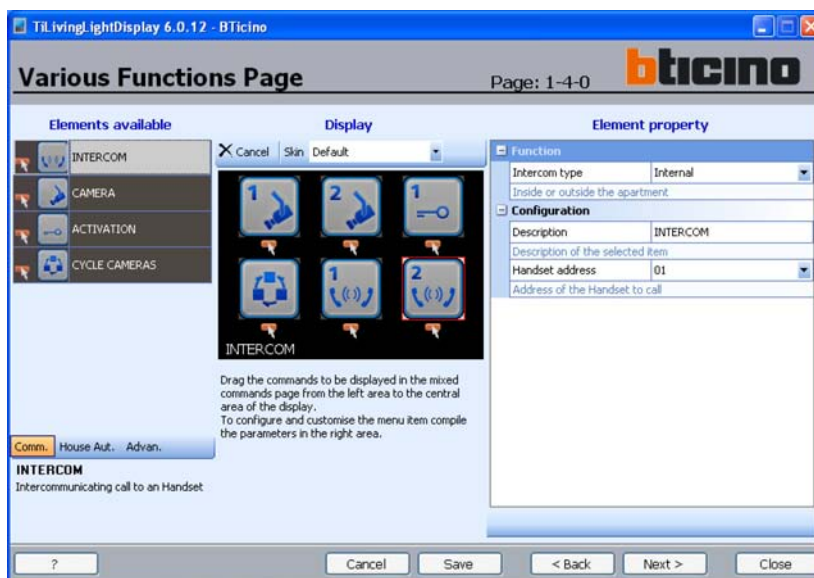 TiLivingLightDisplay 6.0.12 - BTicino
Various Functions Page
Page: 1-4-0
bticino
Elements available
Display
Element property
INTERCOM
CAMERA
ACTIVATION
CYCLE CAMERAS
Cancel Skin Default
1 2 1
1 2
INTERCOM
Drag the commands to be displayed in the mixed
commands page from the left area to the central
area of the display.
To configure and customise the menu item compile
the parameters in the right area.
Function
Intercom type Internal
Inside or outside the apartment
Configuration
Description INTERCOM
Description of the selected item
Handset address 01
Address of the Handset to call
Comm. House Aut. Advan.
INTERCOM
Intercommunicating call to an Handset
? Cancel Save < Back Next > Close